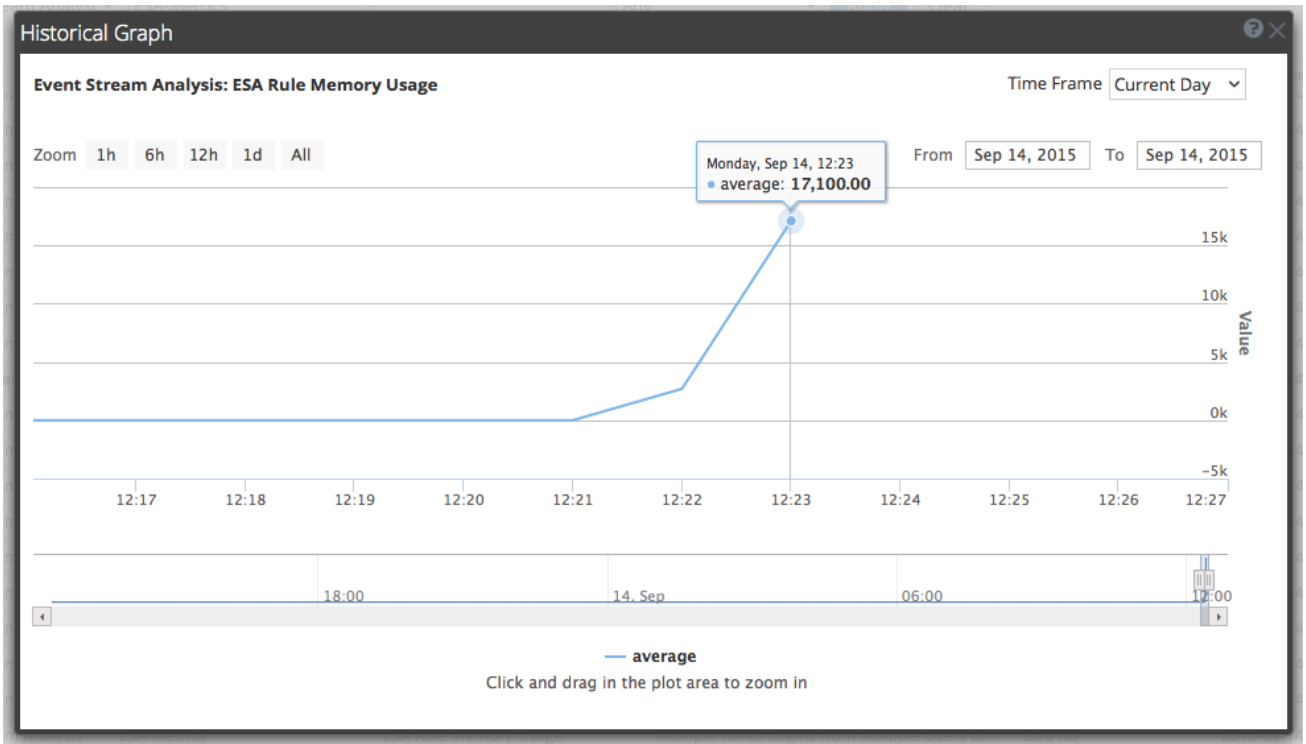 Historical Graph
Event Stream Analysis: ESA Rule Memory Usage
Time Frame Current Day
Zoom 1h 6h 12h 1d All
From Sep 14, 2015 To Sep 14, 2015
Monday, Sep 14, 12:23
• average: 17,100.00
15k
10k
5k
0k
−5k
Value
12:17 12:18 12:19 12:20 12:21 12:22 12:23 12:24 12:25 12:26 12:27
18:00 14. Sep 06:00 12:00
average
Click and drag in the plot area to zoom in